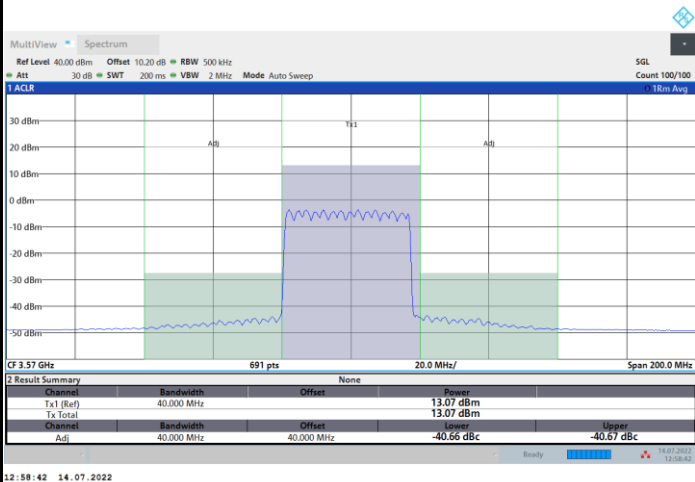 MultiView Spectrum
Ref Level 40.00 dBm Offset 10.20 dB RBW 500 kHz SGL
Att 30 dB SWT 200 ms VBW 2 MHz Mode Auto Sweep Count 100/100
1 ACLR 1Rm Avg
30 dBm
Tx1
20 dBm Adj Adj
10 dBm
0 dBm
-10 dBm
-20 dBm
-30 dBm
-40 dBm
-50 dBm
CF 3.57 GHz 691 pts 20.0 MHz/ Span 200.0 MHz
2 Result Summary None
Channel Bandwidth Offset Power
Tx1 (Ref) 40.000 MHz 13.07 dBm
Tx Total 13.07 dBm
Channel Bandwidth Offset Lower Upper
Adj 40.000 MHz 40.000 MHz -40.66 dBc -40.67 dBc
Ready 14.07.2022
12:58:42
12:58:42 14.07.2022